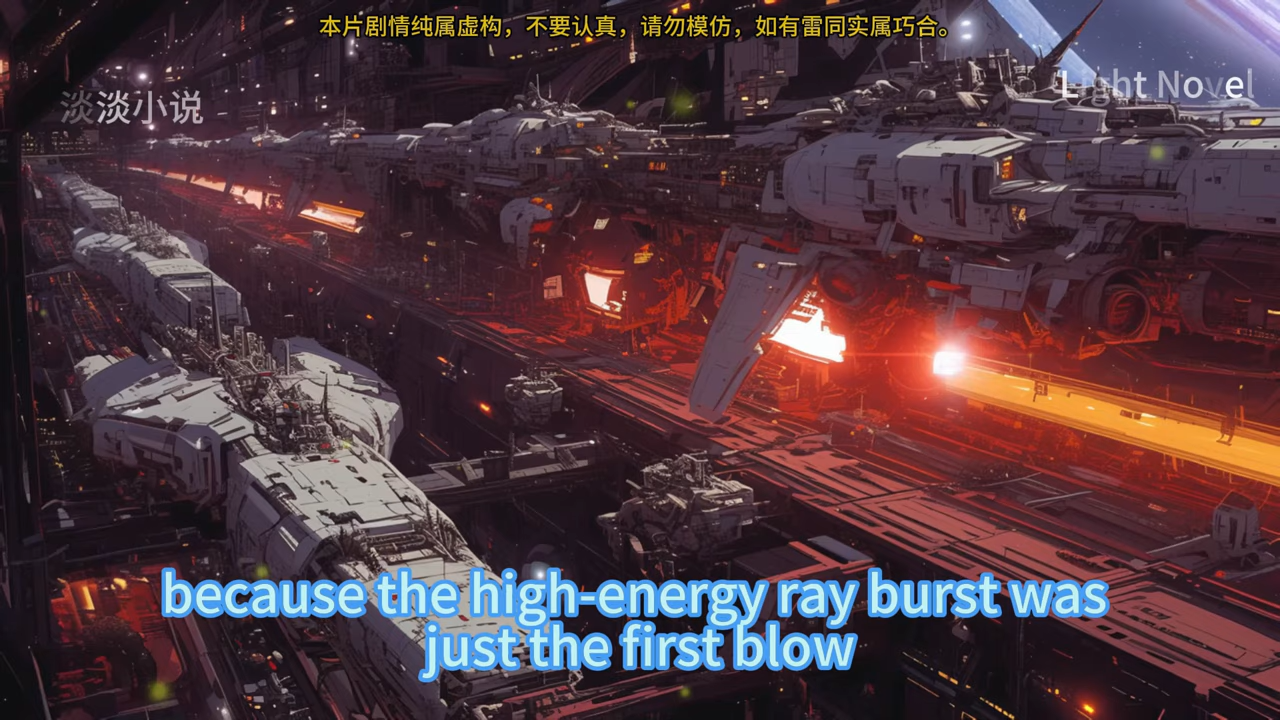 本片剧情纯属虚构，不要认真，请勿模仿，如有雷同实属巧合。
淡淡小说
Light Novel
because the high-energy ray burst was
just the first blow